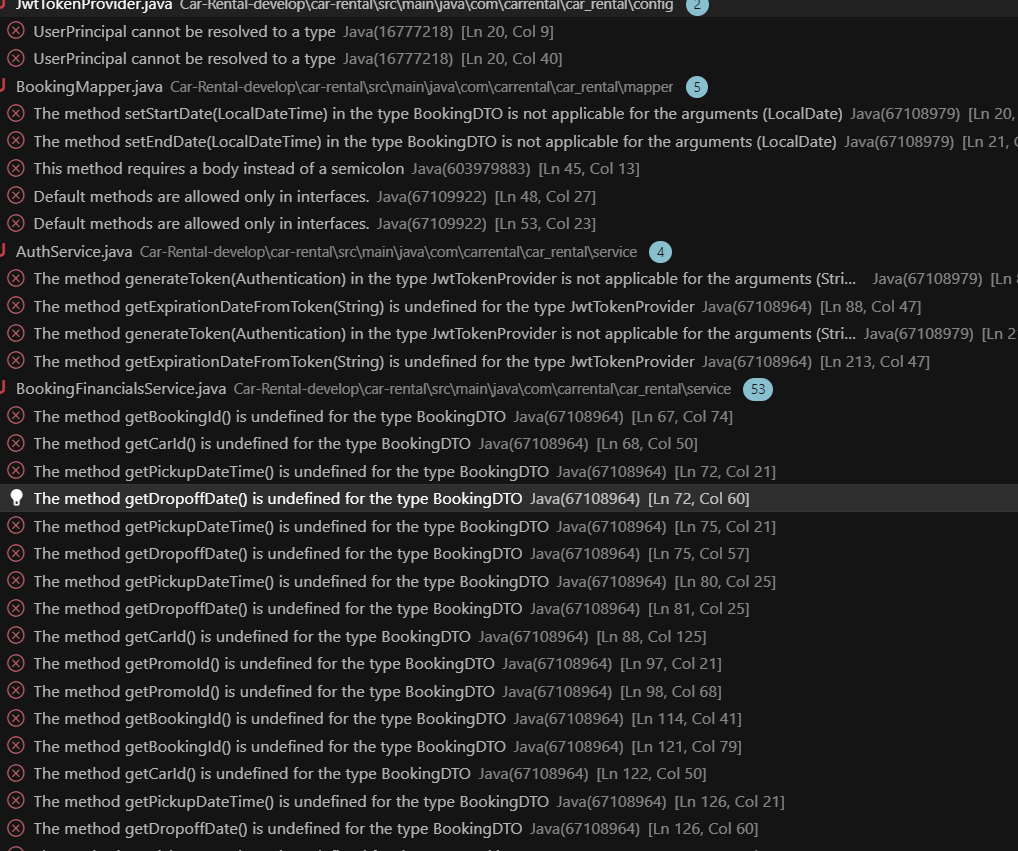 JwtTokenProvider.java Car-Rental-develop\car-rental\src\main\java\com\carrental\car_rental\config 2
UserPrincipal cannot be resolved to a type Java(16777218) [Ln 20, Col 9]
UserPrincipal cannot be resolved to a type Java(16777218) [Ln 20, Col 40]
BookingMapper.java Car-Rental-develop\car-rental\src\main\java\com\carrental\car_rental\mapper 5
The method setStartDate(LocalDateTime) in the type BookingDTO is not applicable for the arguments (LocalDate) Java(67108979) [Ln 20,
The method setEndDate(LocalDateTime) in the type BookingDTO is not applicable for the arguments (LocalDate) Java(67108979) [Ln 21, C
This method requires a body instead of a semicolon Java(603979883) [Ln 45, Col 13]
Default methods are allowed only in interfaces. Java(67109922) [Ln 48, Col 27]
Default methods are allowed only in interfaces. Java(67109922) [Ln 53, Col 23]
AuthService.java Car-Rental-develop\car-rental\src\main\java\com\carrental\car_rental\service 4
The method generateToken(Authentication) in the type JwtTokenProvider is not applicable for the arguments (Stri... Java(67108979) [Ln
The method getExpirationDateFromToken(String) is undefined for the type JwtTokenProvider Java(67108964) [Ln 88, Col 47]
The method generateToken(Authentication) in the type JwtTokenProvider is not applicable for the arguments (Stri... Java(67108979) [Ln 2
The method getExpirationDateFromToken(String) is undefined for the type JwtTokenProvider Java(67108964) [Ln 213, Col 47]
BookingFinancialsService.java Car-Rental-develop\car-rental\src\main\java\com\carrental\car_rental\service 53
The method getBookingId() is undefined for the type BookingDTO Java(67108964) [Ln 67, Col 74]
The method getCarId() is undefined for the type BookingDTO Java(67108964) [Ln 68, Col 50]
The method getPickupDateTime() is undefined for the type BookingDTO Java(67108964) [Ln 72, Col 21]
The method getDropoffDate() is undefined for the type BookingDTO Java(67108964) [Ln 72, Col 60]
The method getPickupDateTime() is undefined for the type BookingDTO Java(67108964) [Ln 75, Col 21]
The method getDropoffDate() is undefined for the type BookingDTO Java(67108964) [Ln 75, Col 57]
The method getPickupDateTime() is undefined for the type BookingDTO Java(67108964) [Ln 80, Col 25]
The method getDropoffDate() is undefined for the type BookingDTO Java(67108964) [Ln 81, Col 25]
The method getCarId() is undefined for the type BookingDTO Java(67108964) [Ln 88, Col 125]
The method getPromoId() is undefined for the type BookingDTO Java(67108964) [Ln 97, Col 21]
The method getPromoId() is undefined for the type BookingDTO Java(67108964) [Ln 98, Col 68]
The method getBookingId() is undefined for the type BookingDTO Java(67108964) [Ln 114, Col 41]
The method getBookingId() is undefined for the type BookingDTO Java(67108964) [Ln 121, Col 79]
The method getCarId() is undefined for the type BookingDTO Java(67108964) [Ln 122, Col 50]
The method getPickupDateTime() is undefined for the type BookingDTO Java(67108964) [Ln 126, Col 21]
The method getDropoffDate() is undefined for the type BookingDTO Java(67108964) [Ln 126, Col 60]